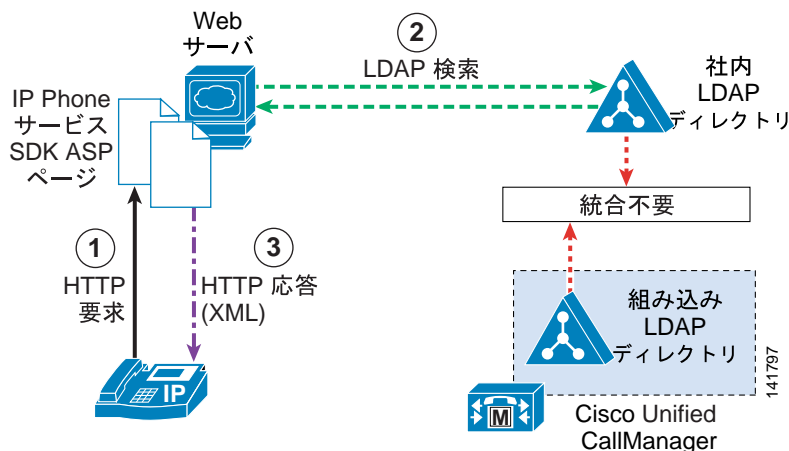 Web
サーバ
2
LDAP 検索
社内
LDAP
ディレクトリ
IP Phone
サービス
SDK ASP
ページ
統合不要
1
HTTP
要求
3
HTTP 応答
(XML)
組み込み
LDAP
ディレクトリ
IP
M
Cisco Unified
CallManager
141797